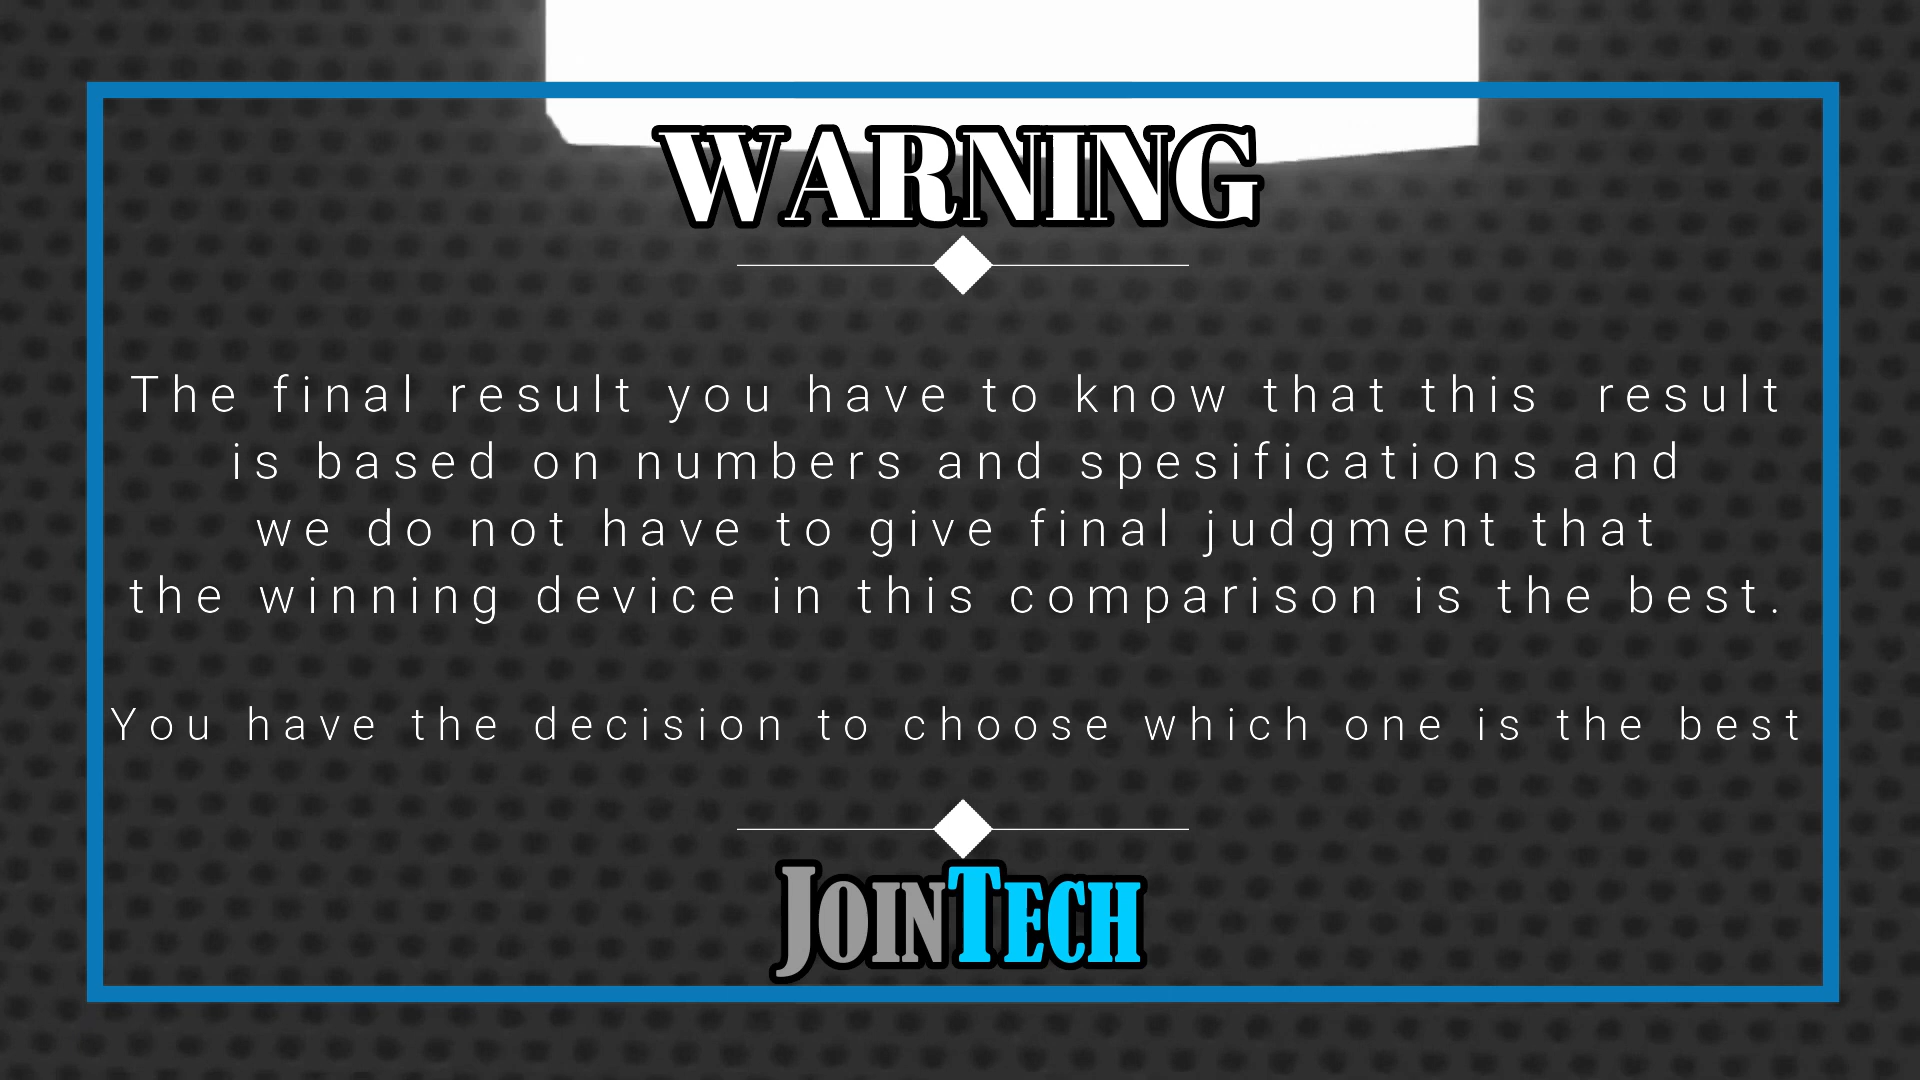 WARNING
The final result you have to know that this  result
is based on numbers and spesifications and
we do not have to give final judgment that
the winning device in this comparison is the best.
You have the decision to choose which one is the best
JOINTECH